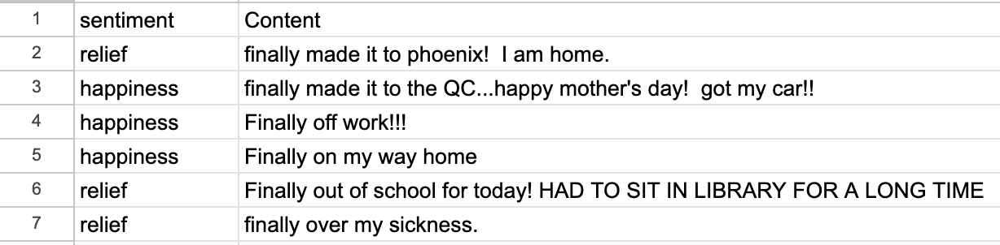 1 sentiment Content
2 relief finally made it to phoenix!  I am home.
3 happiness finally made it to the QC...happy mother's day!  got my car!!
4 happiness Finally off work!!!
5 happiness Finally on my way home
6 relief Finally out of school for today! HAD TO SIT IN LIBRARY FOR A LONG TIME
7 relief finally over my sickness.